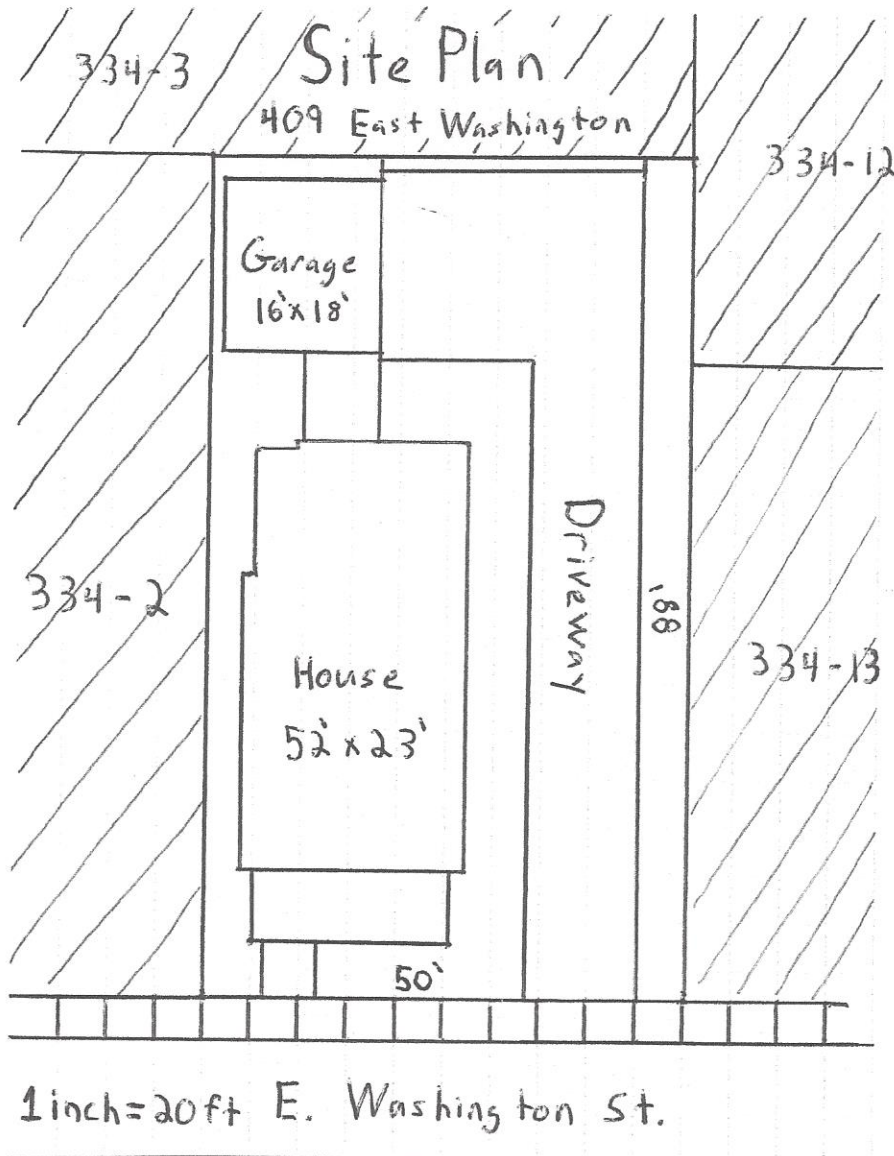 Site Plan
334-3
409 East Washington
334-12
Garage
16'x18'
Driveway
334-2
88'
House
52'x23'
334-13
50'
1inch=20ft E. Washington St.